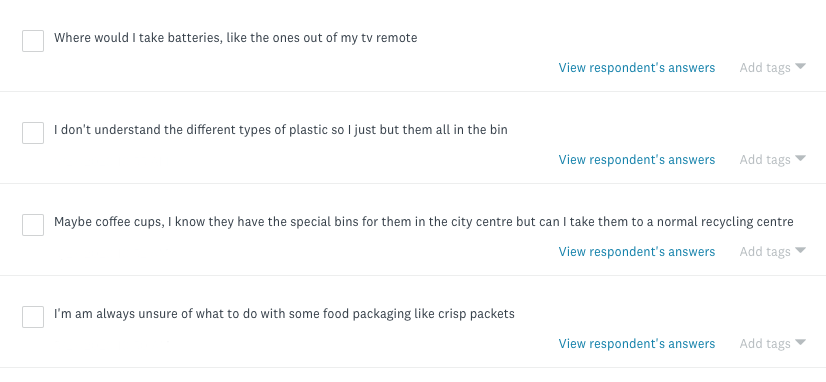 Where would I take batteries, like the ones out of my tv remote
View respondent's answers Add tags
I don't understand the different types of plastic so I just but them all in the bin
View respondent's answers Add tags
Maybe coffee cups, I know they have the special bins for them in the city centre but can I take them to a normal recycling centre
View respondent's answers Add tags
I'm am always unsure of what to do with some food packaging like crisp packets
View respondent's answers Add tags